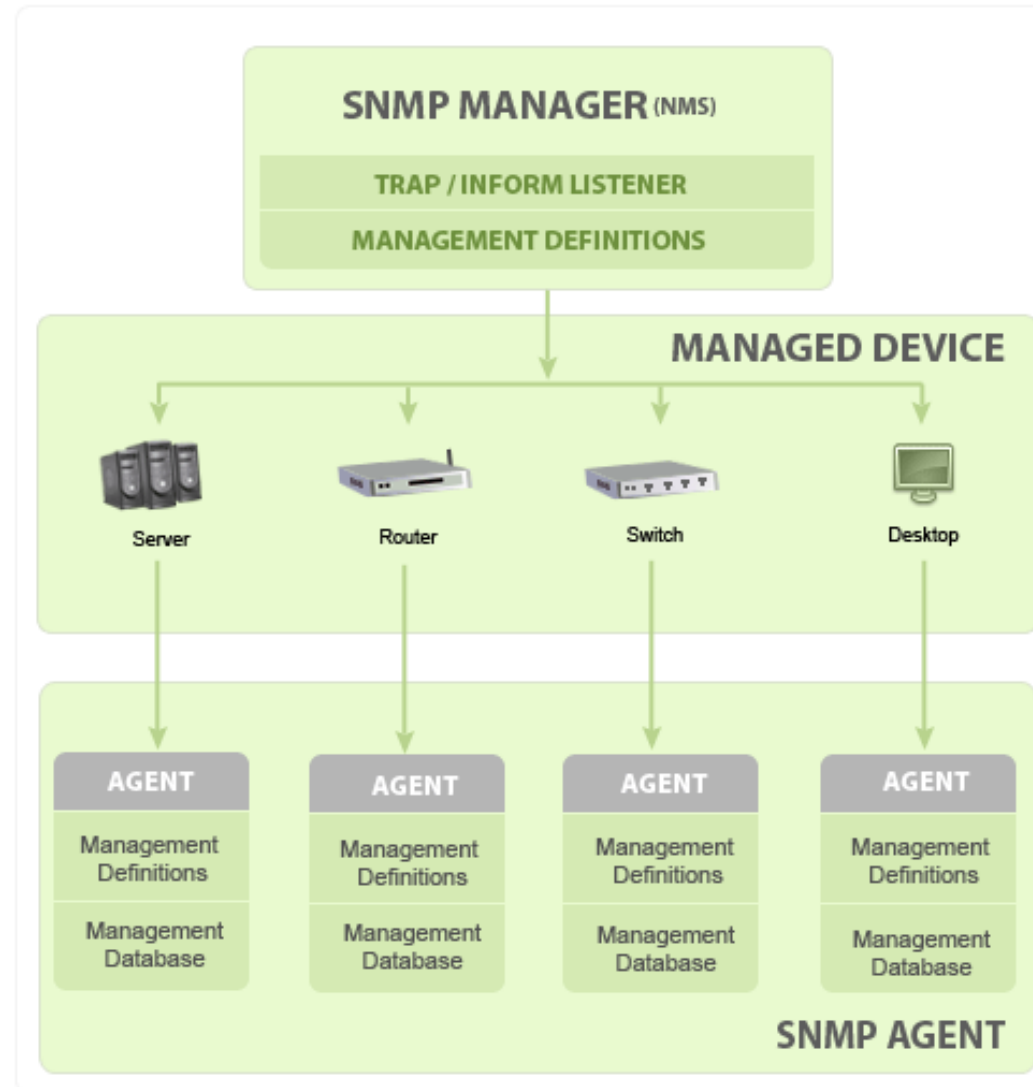 SNMP MANAGER (NMS)
TRAP / INFORM LISTENER
MANAGEMENT DEFINITIONS
MANAGED DEVICE
Server
Router
Switch
Desktop
AGENT
Management
Definitions
Management
Database
AGENT
Management
Definitions
Management
Database
AGENT
Management
Definitions
Management
Database
AGENT
Management
Definitions
Management
Database
SNMP AGENT